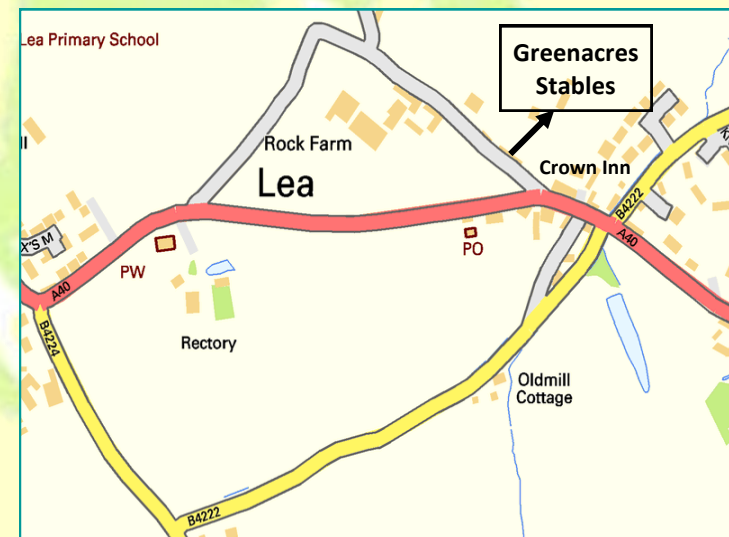 Lea Primary School
Greenacres
Stables
Rock Farm
Lea
Crown Inn
B4222
X'S M
PW
PO
A40
A40
B4224
Rectory
Oldmill
Cottage
B4222